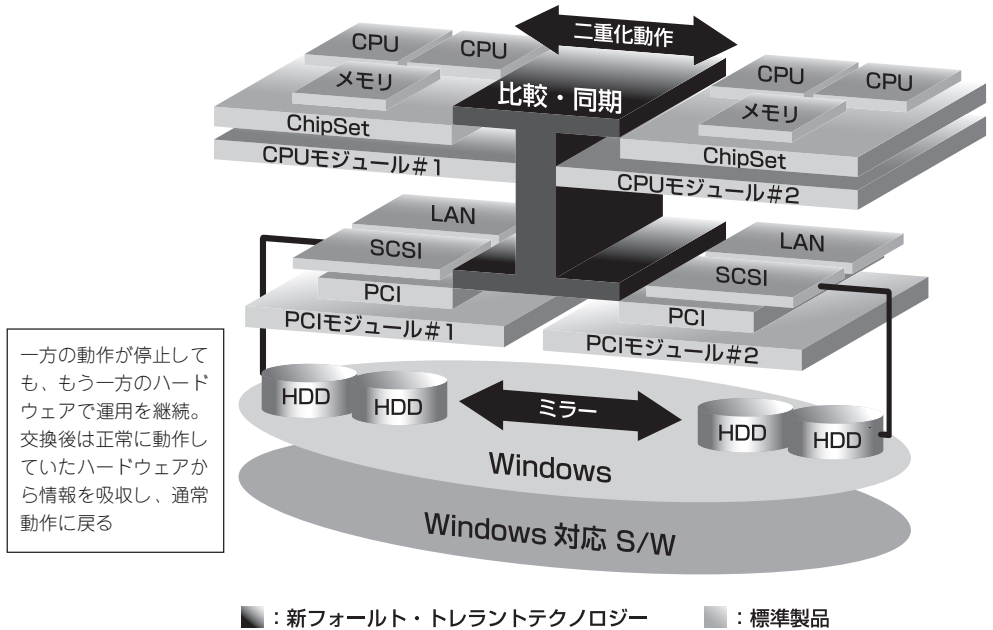 二重化動作
CPU
CPU
メモリ
ChipSet
CPUモジュール#1
比較・同期
CPU
CPU
メモリ
ChipSet
CPUモジュール#2
LAN
SCSI
PCI
PCIモジュール#1
LAN
SCSI
PCI
PCIモジュール#2
一方の動作が停止して
も、もう一方のハード
ウェアで運用を継続。
交換後は正常に動作し
ていたハードウェアか
ら情報を吸収し、通常
動作に戻る
HDD
HDD
ミラー
HDD
HDD
Windows
Windows 対応 S/W
：新フォールト・トレラントテクノロジー
：標準製品